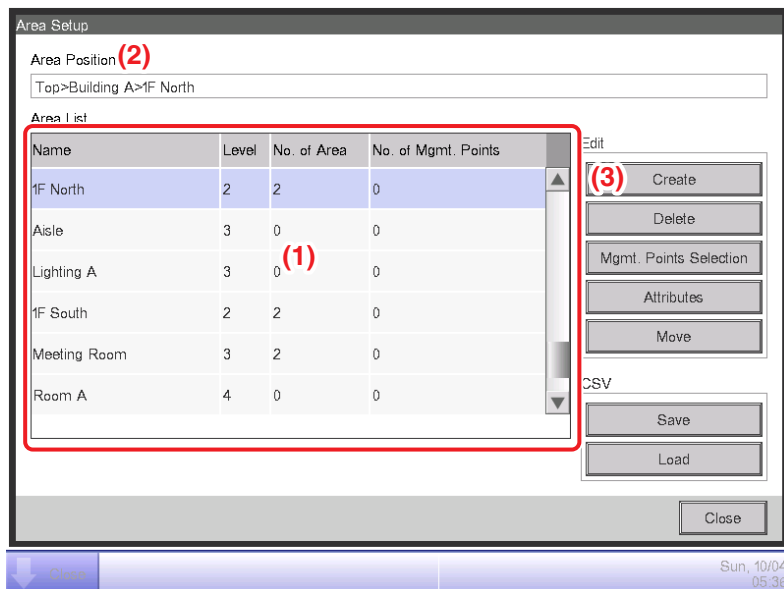 Area Setup
Area Position (2)
Top>Building A>1F North
Area List
Name Level No. of Area No. of Mgmt. Points
1F North 2 2 0
Aisle 3 0 0
(1)
Lighting A 3 0 0
1F South 2 2 0
Meeting Room 3 2 0
Room A 4 0 0
Edit
(3) Create
Delete
Mgmt. Points Selection
Attributes
Move
CSV
Save
Load
Close
Close
Sun, 10/04
05:36